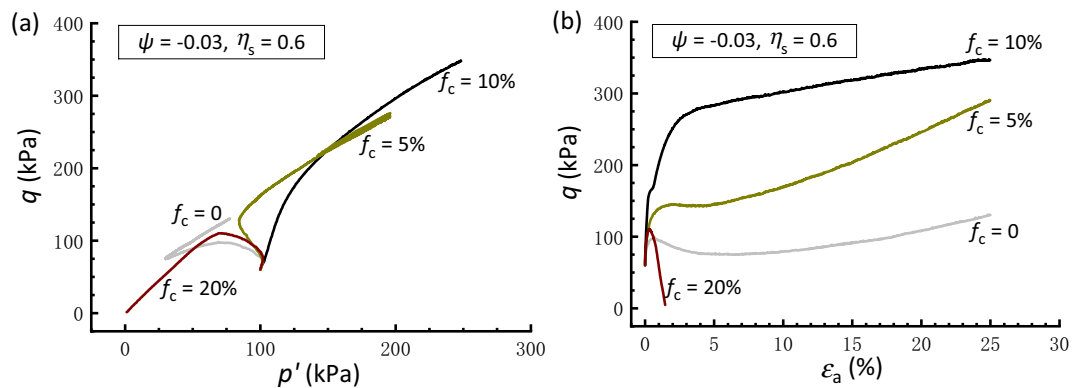 (a)
ψ = -0.03, ηs = 0.6
400
300
200
100
0
q (kPa)
fc = 10%
fc = 5%
fc = 0
fc = 20%
0
100
200
300
p' (kPa)
(b)
ψ = -0.03, ηs = 0.6
400
300
200
100
0
q (kPa)
fc = 10%
fc = 5%
fc = 0
fc = 20%
0
5
10
15
20
25
30
εa (%)